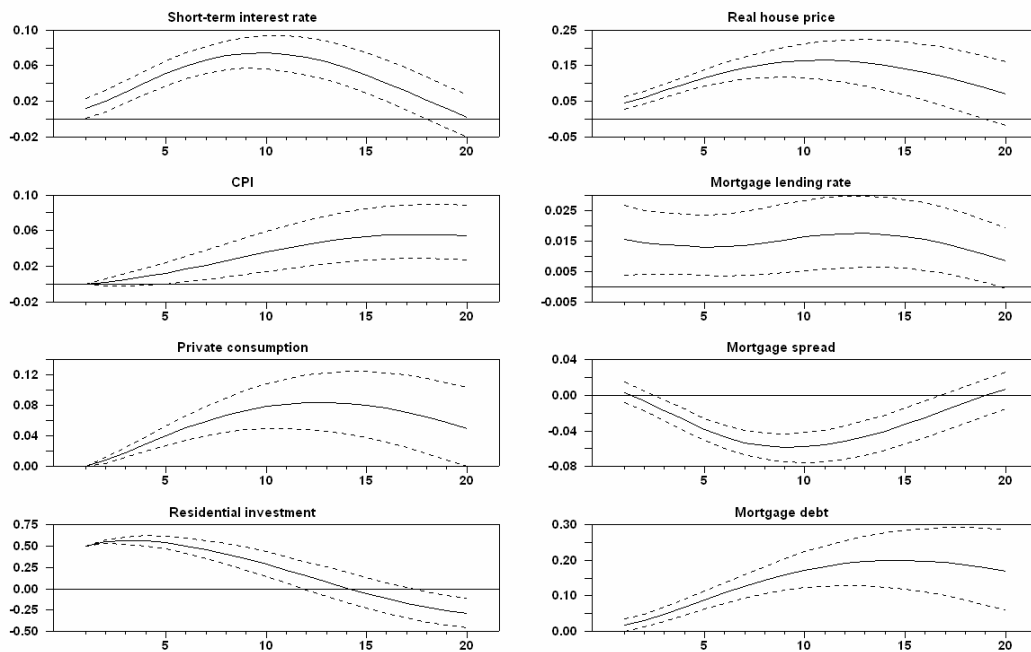 Short-term interest rate
0.10
0.06
0.02
-0.02
5 10 15 20
Real house price
0.25
0.15
0.05
-0.05
5 10 15 20
CPI
0.10
0.06
0.02
-0.02
5 10 15 20
Mortgage lending rate
0.025
0.015
0.005
-0.005
5 10 15 20
Private consumption
0.12
0.08
0.04
0.00
5 10 15 20
Mortgage spread
0.04
0.00
-0.04
-0.08
5 10 15 20
Residential investment
0.75
0.50
0.25
0.00
-0.25
-0.50
5 10 15 20
Mortgage debt
0.30
0.20
0.10
0.00
5 10 15 20